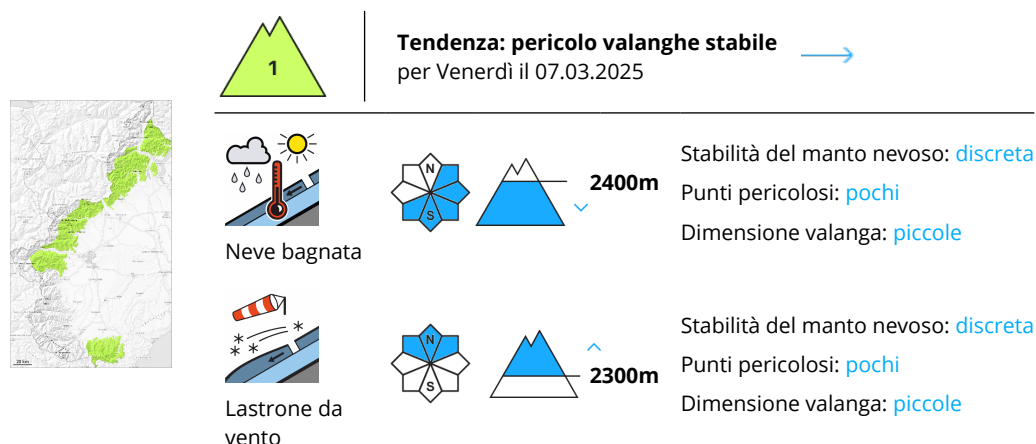 1
Tendenza: pericolo valanghe stabile
per Venerdì il 07.03.2025
20 km
Neve bagnata
N
S
2400m
Stabilità del manto nevoso: discreta
Punti pericolosi: pochi
Dimensione valanga: piccole
Lastrone da
vento
N
S
2300m
Stabilità del manto nevoso: discreta
Punti pericolosi: pochi
Dimensione valanga: piccole